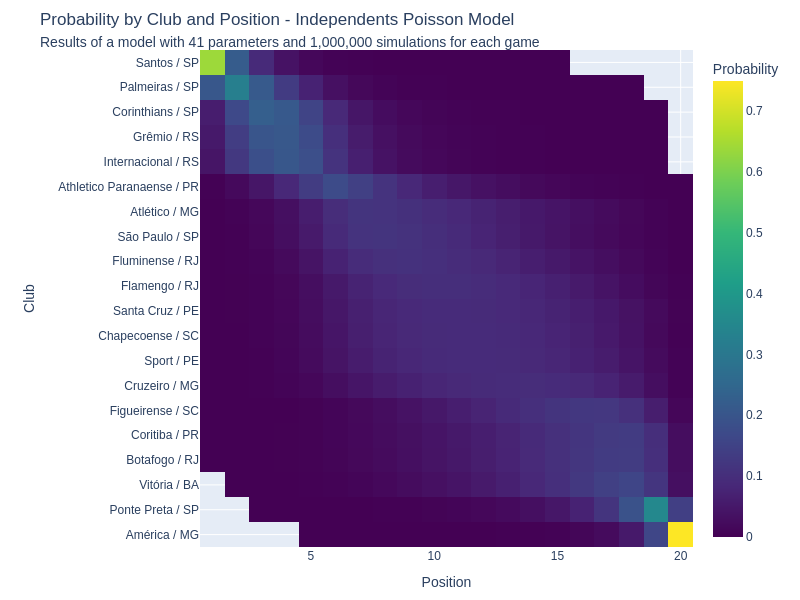 Probability by Club and Position - Independents Poisson Model
Results of a model with 41 parameters and 1,000,000 simulations for each game
Probability
Santos / SP
Palmeiras / SP
Corinthians / SP
Grêmio / RS
Internacional / RS
Athletico Paranaense / PR
Atlético / MG
São Paulo / SP
Fluminense / RJ
Flamengo / RJ
Santa Cruz / PE
Chapecoense / SC
Sport / PE
Cruzeiro / MG
Figueirense / SC
Coritiba / PR
Botafogo / RJ
Vitória / BA
Ponte Preta / SP
América / MG
Club
5
10
15
20
Position
0.7
0.6
0.5
0.4
0.3
0.2
0.1
0